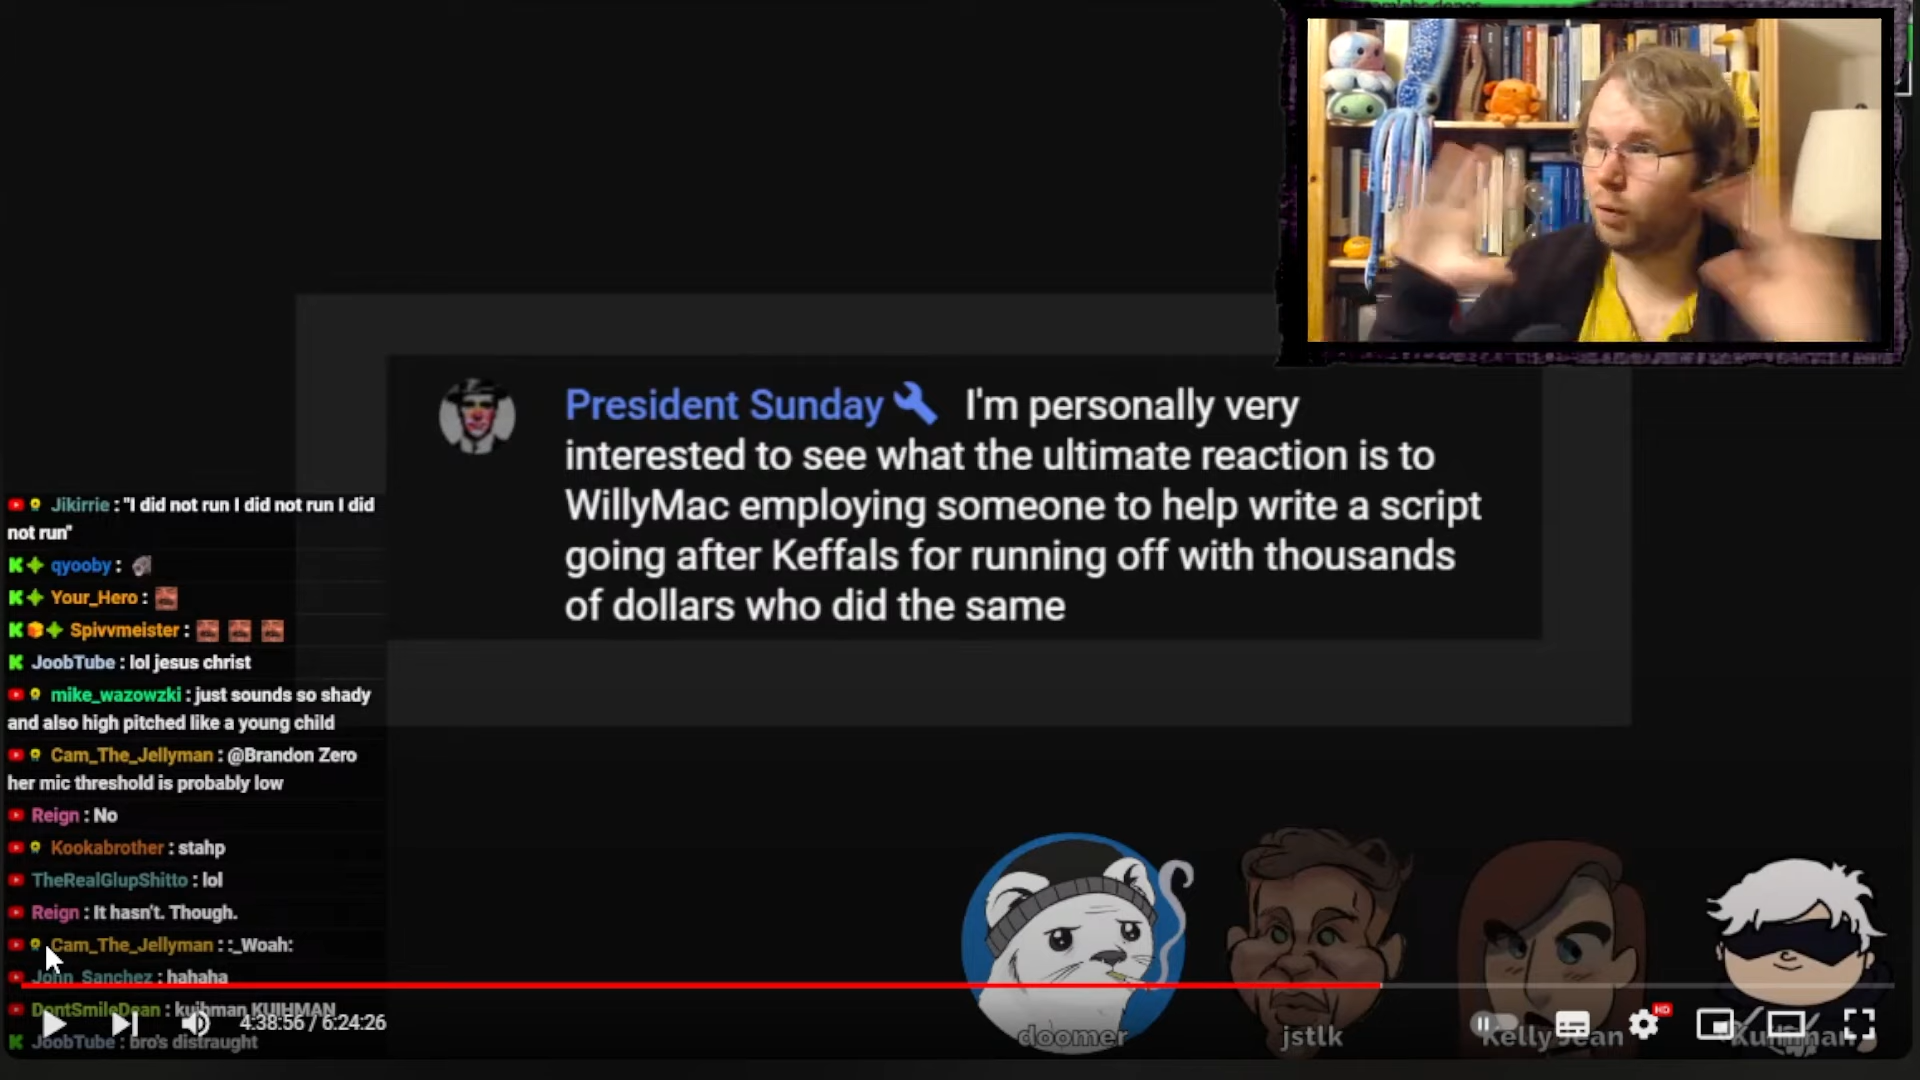 President Sunday I'm personally very
interested to see what the ultimate reaction is to
WillyMac employing someone to help write a script
going after Keffals for running off with thousands
of dollars who did the same
Jikirrie : "I did not run I did not run I did
not run"
qyooby :
Your_Hero :
Spivvmeister :
JoobTube : lol jesus christ
mike_wazowzki : just sounds so shady
and also high pitched like a young child
Cam_The_Jellyman : @Brandon Zero
her mic threshold is probably low
Reign : No
Kookabrother : stahp
TheRealGlupShitto : lol
Reign : It hasn't. Though.
Cam_The_Jellyman : :_Woah:
John_Sanchez : hahaha
DontSmileDean : kuihman KUIHMAN
JoobTube : bro's distraught
4:38:56 / 6:24:26
doomer
jstlk
Kelly Jean
HD